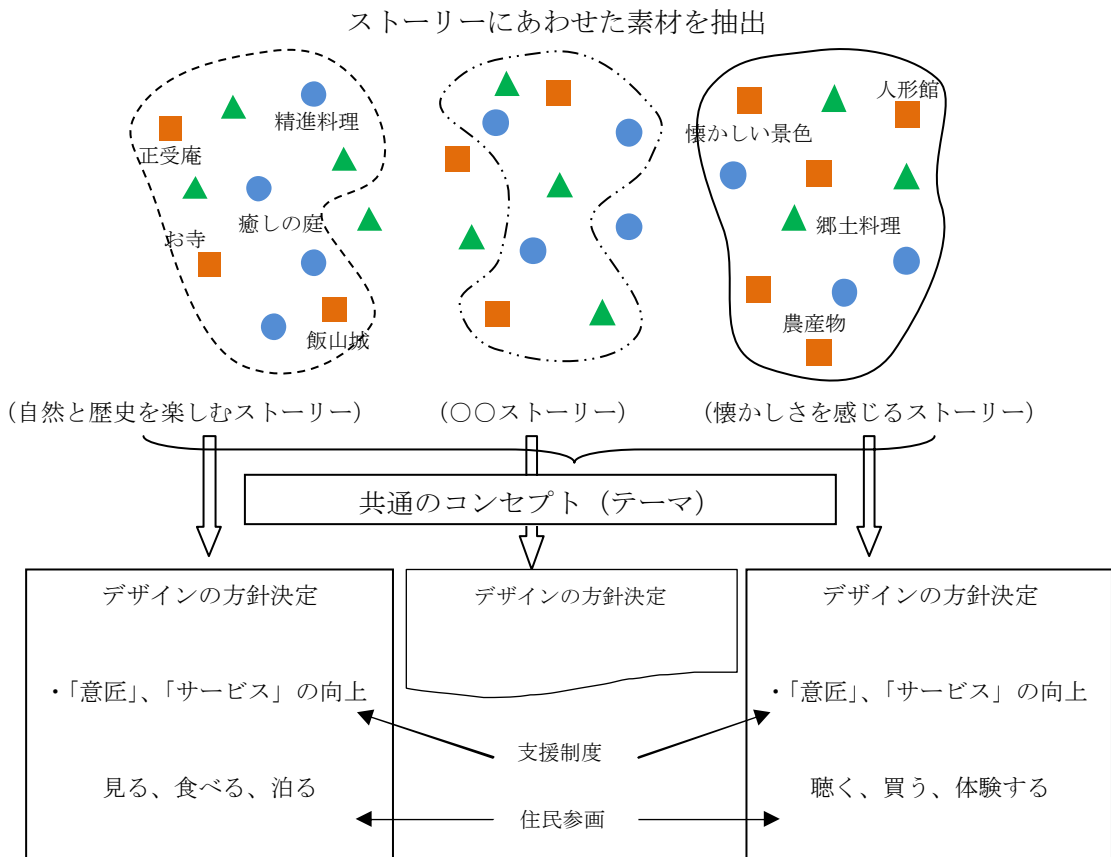 ストーリーにあわせた素材を抽出
精進料理
正受庵
癒しの庭
お寺
飯山城
人形館
懐かしい景色
郷土料理
農産物
(自然と歴史を楽しむストーリー)
(〇〇ストーリー)
(懐かしさを感じるストーリー)
共通のコンセプト(テーマ)
デザインの方針決定
・「意匠」、「サービス」の向上
見る、食べる、泊る
デザインの方針決定
支援制度
住民参画
デザインの方針決定
・「意匠」、「サービス」の向上
聴く、買う、体験する